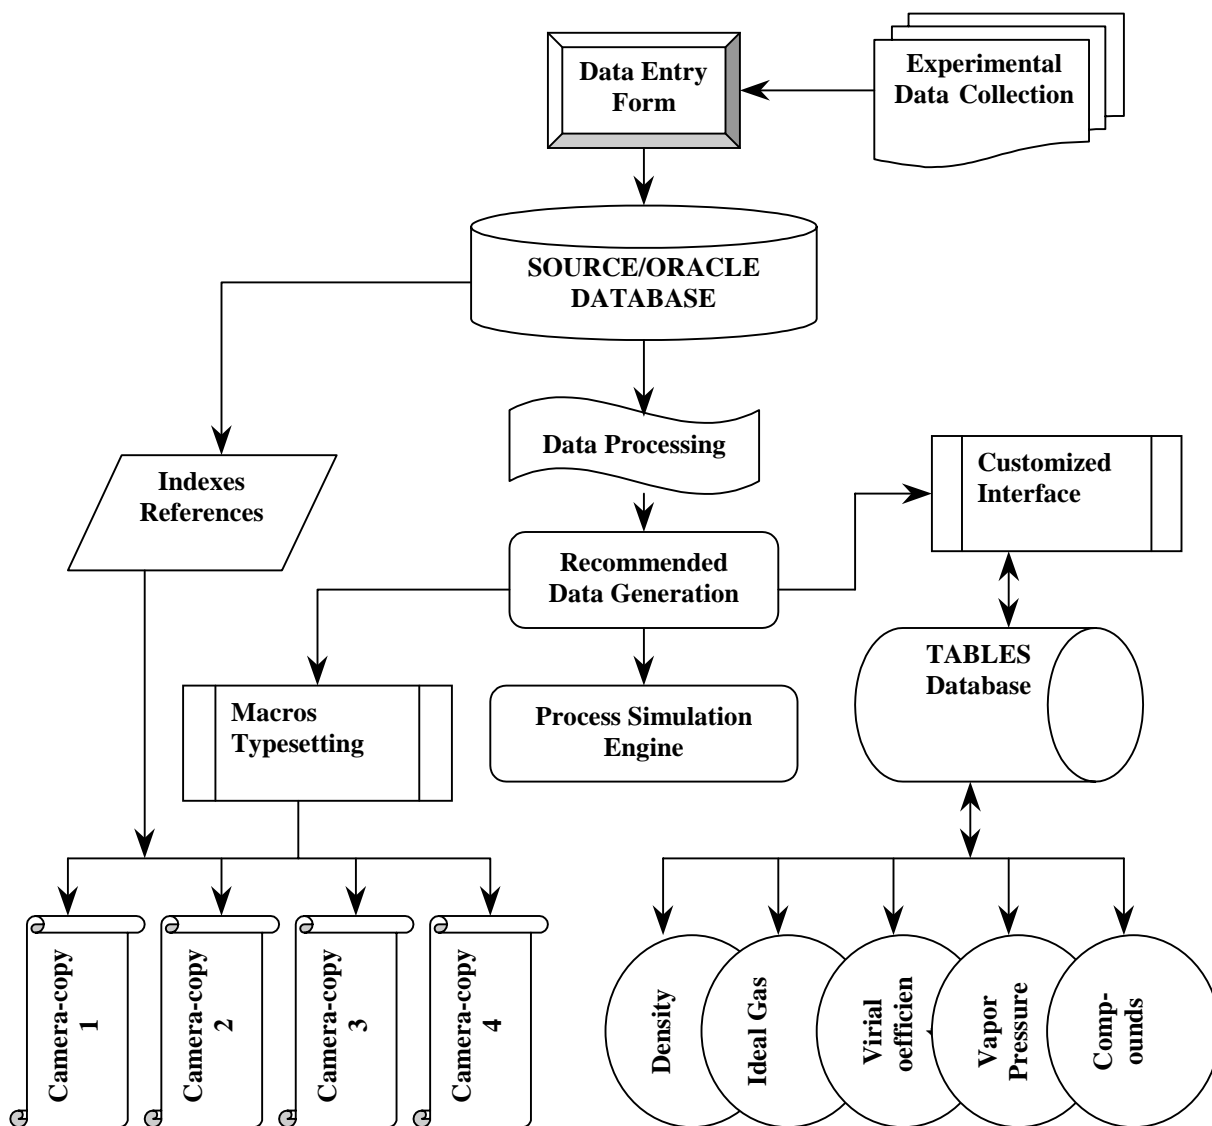 Data Entry
Form
Experimental
Data Collection
SOURCE/ORACLE
DATABASE
Data Processing
Indexes
References
Customized
Interface
Recommended
Data Generation
TABLES
Database
Macros
Typesetting
Process Simulation
Engine
Camera-copy
1
Camera-copy
2
Camera-copy
3
Camera-copy
4
Density
Ideal Gas
Virial
oefficien
Vapor
Pressure
Comp-
ounds